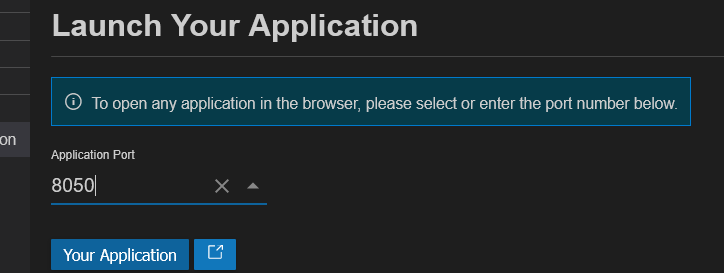 Launch Your Application
To open any application in the browser, please select or enter the port number below.
on
Application Port
8050
Your Application